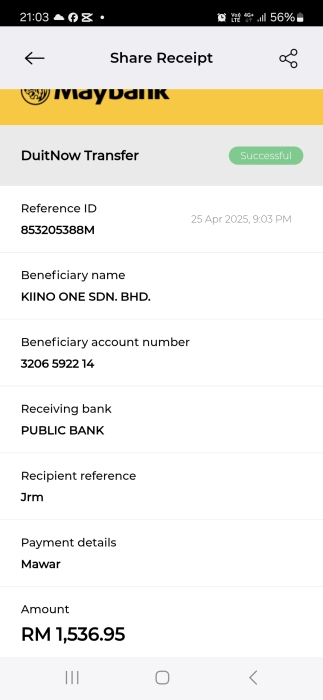 21:03 56%
Share Receipt
Maybank
DuitNow Transfer
Successful
Reference ID
25 Apr 2025, 9:03 PM
853205388M
Beneficiary name
KIINO ONE SDN. BHD.
Beneficiary account number
3206 5922 14
Receiving bank
PUBLIC BANK
Recipient reference
Jrm
Payment details
Mawar
Amount
RM 1,536.95